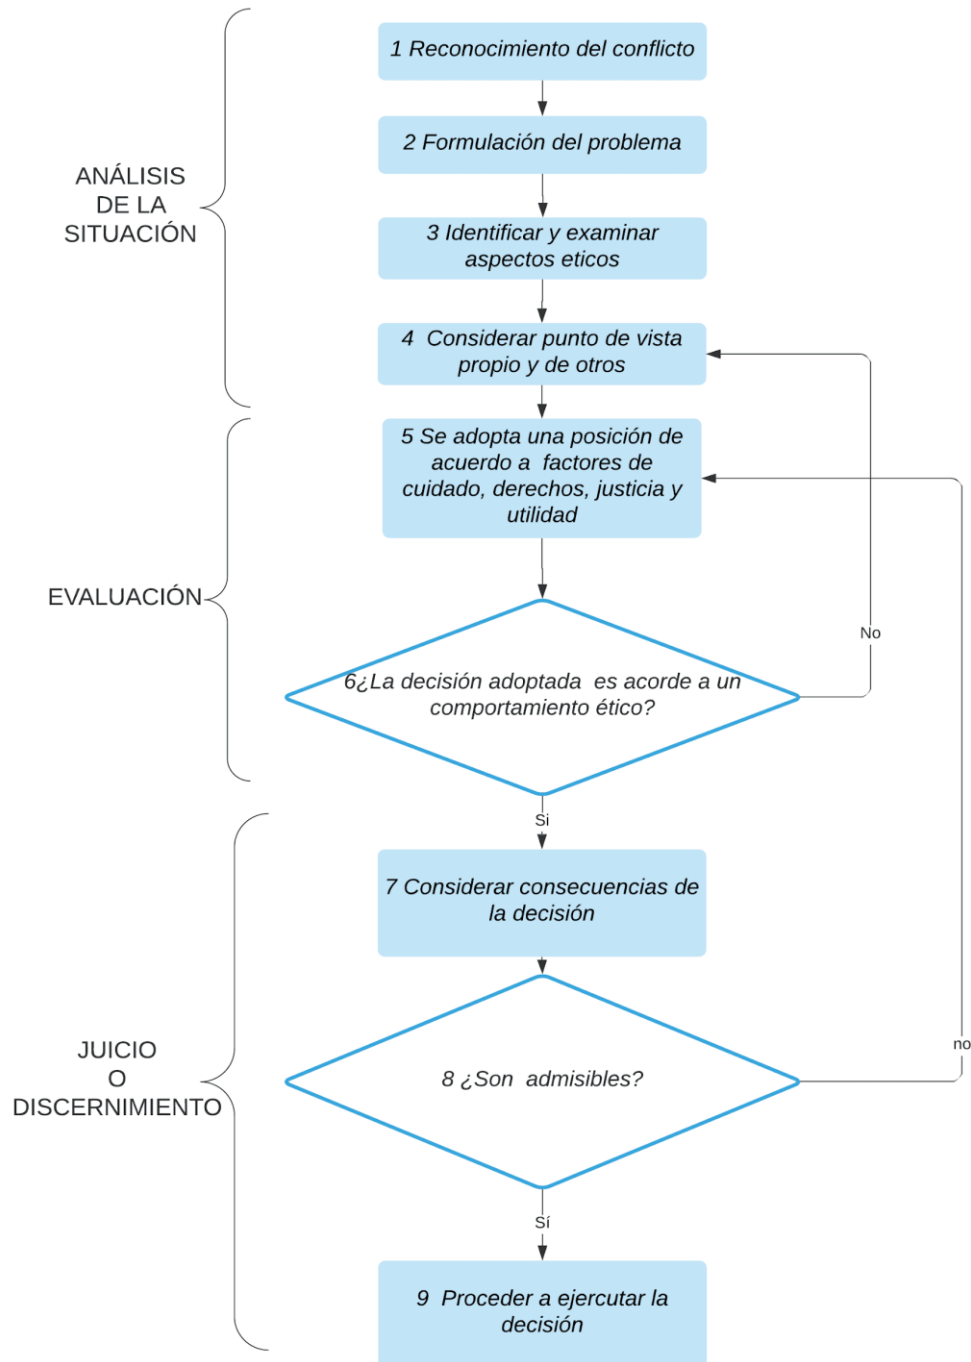 1 Reconocimiento del conflicto
2 Formulación del problema
ANÁLISIS
DE LA
SITUACIÓN
3 Identificar y examinar
aspectos eticos
4 Considerar punto de vista
propio y de otros
5 Se adopta una posición de
acuerdo a factores de
cuidado, derechos, justicia y
utilidad
EVALUACIÓN
No
6¿La decisión adoptada es acorde a un
comportamiento ético?
Si
7 Considerar consecuencias de
la decisión
JUICIO
O
DISCERNIMIENTO
no
8 ¿Son admisibles?
Sí
9 Proceder a ejercutar la
decisión